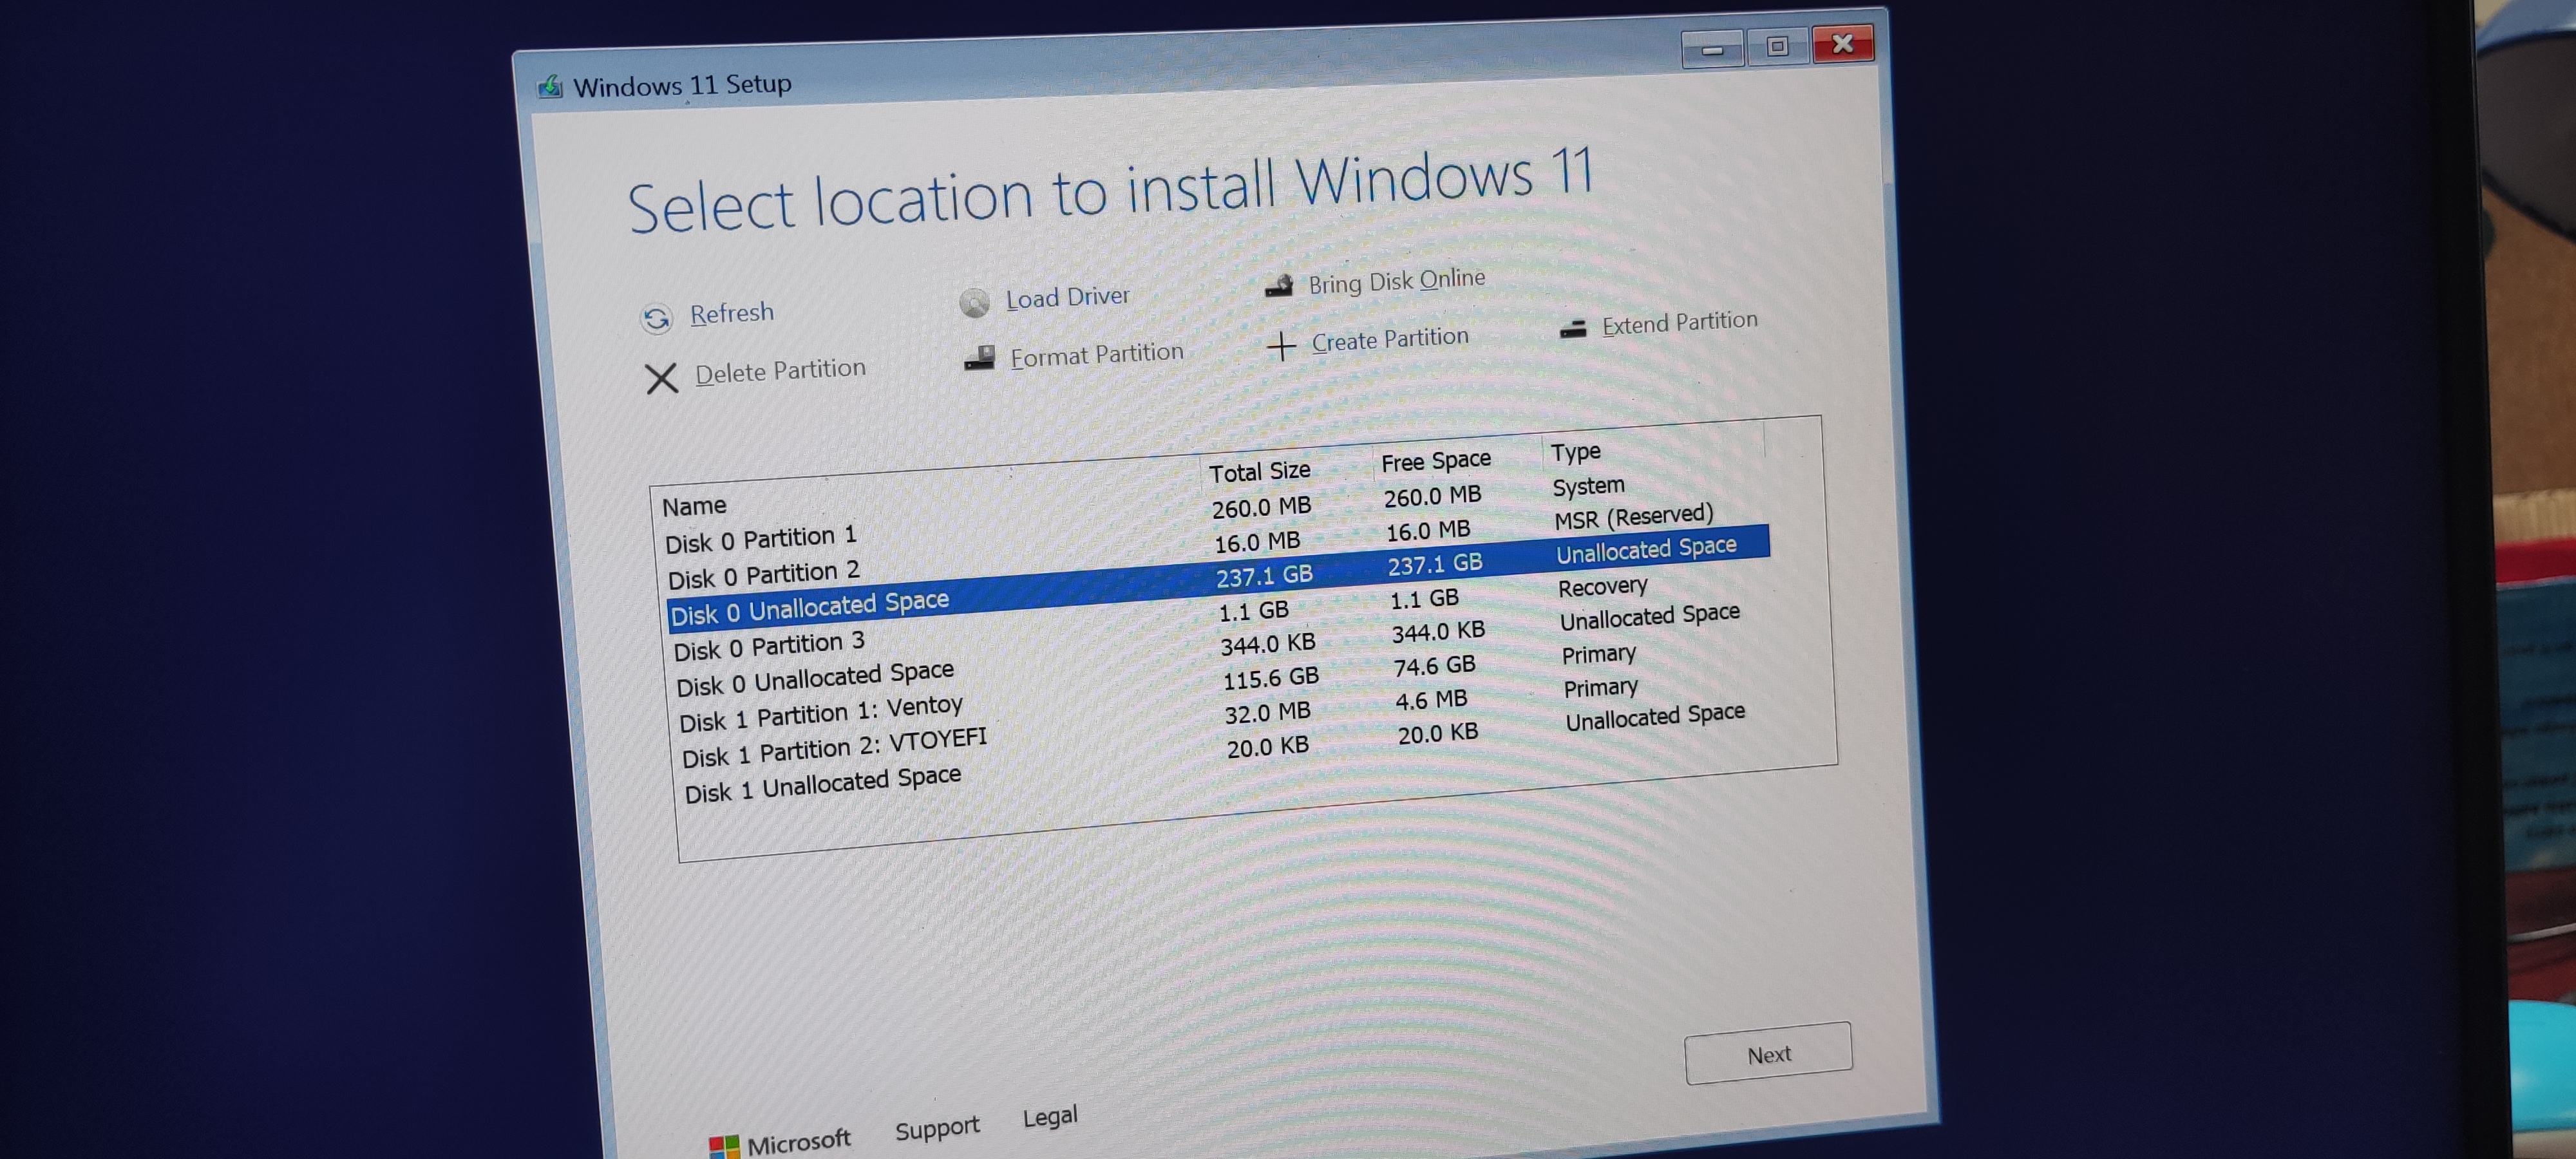 Windows 11 Setup
Select location to install Windows 11
Refresh Load Driver Bring Disk Online
Delete Partition Format Partition Create Partition Extend Partition
Name Total Size Free Space Type
Disk 0 Partition 1 260.0 MB 260.0 MB System
Disk 0 Partition 2 16.0 MB 16.0 MB MSR (Reserved)
Disk 0 Unallocated Space 237.1 GB 237.1 GB Unallocated Space
Disk 0 Partition 3 1.1 GB 1.1 GB Recovery
Disk 0 Unallocated Space 344.0 KB 344.0 KB Unallocated Space
Disk 1 Partition 1: Ventoy 115.6 GB 74.6 GB Primary
Disk 1 Partition 2: VTOYEFI 32.0 MB 4.6 MB Primary
Disk 1 Unallocated Space 20.0 KB 20.0 KB Unallocated Space
Next
Microsoft Support Legal